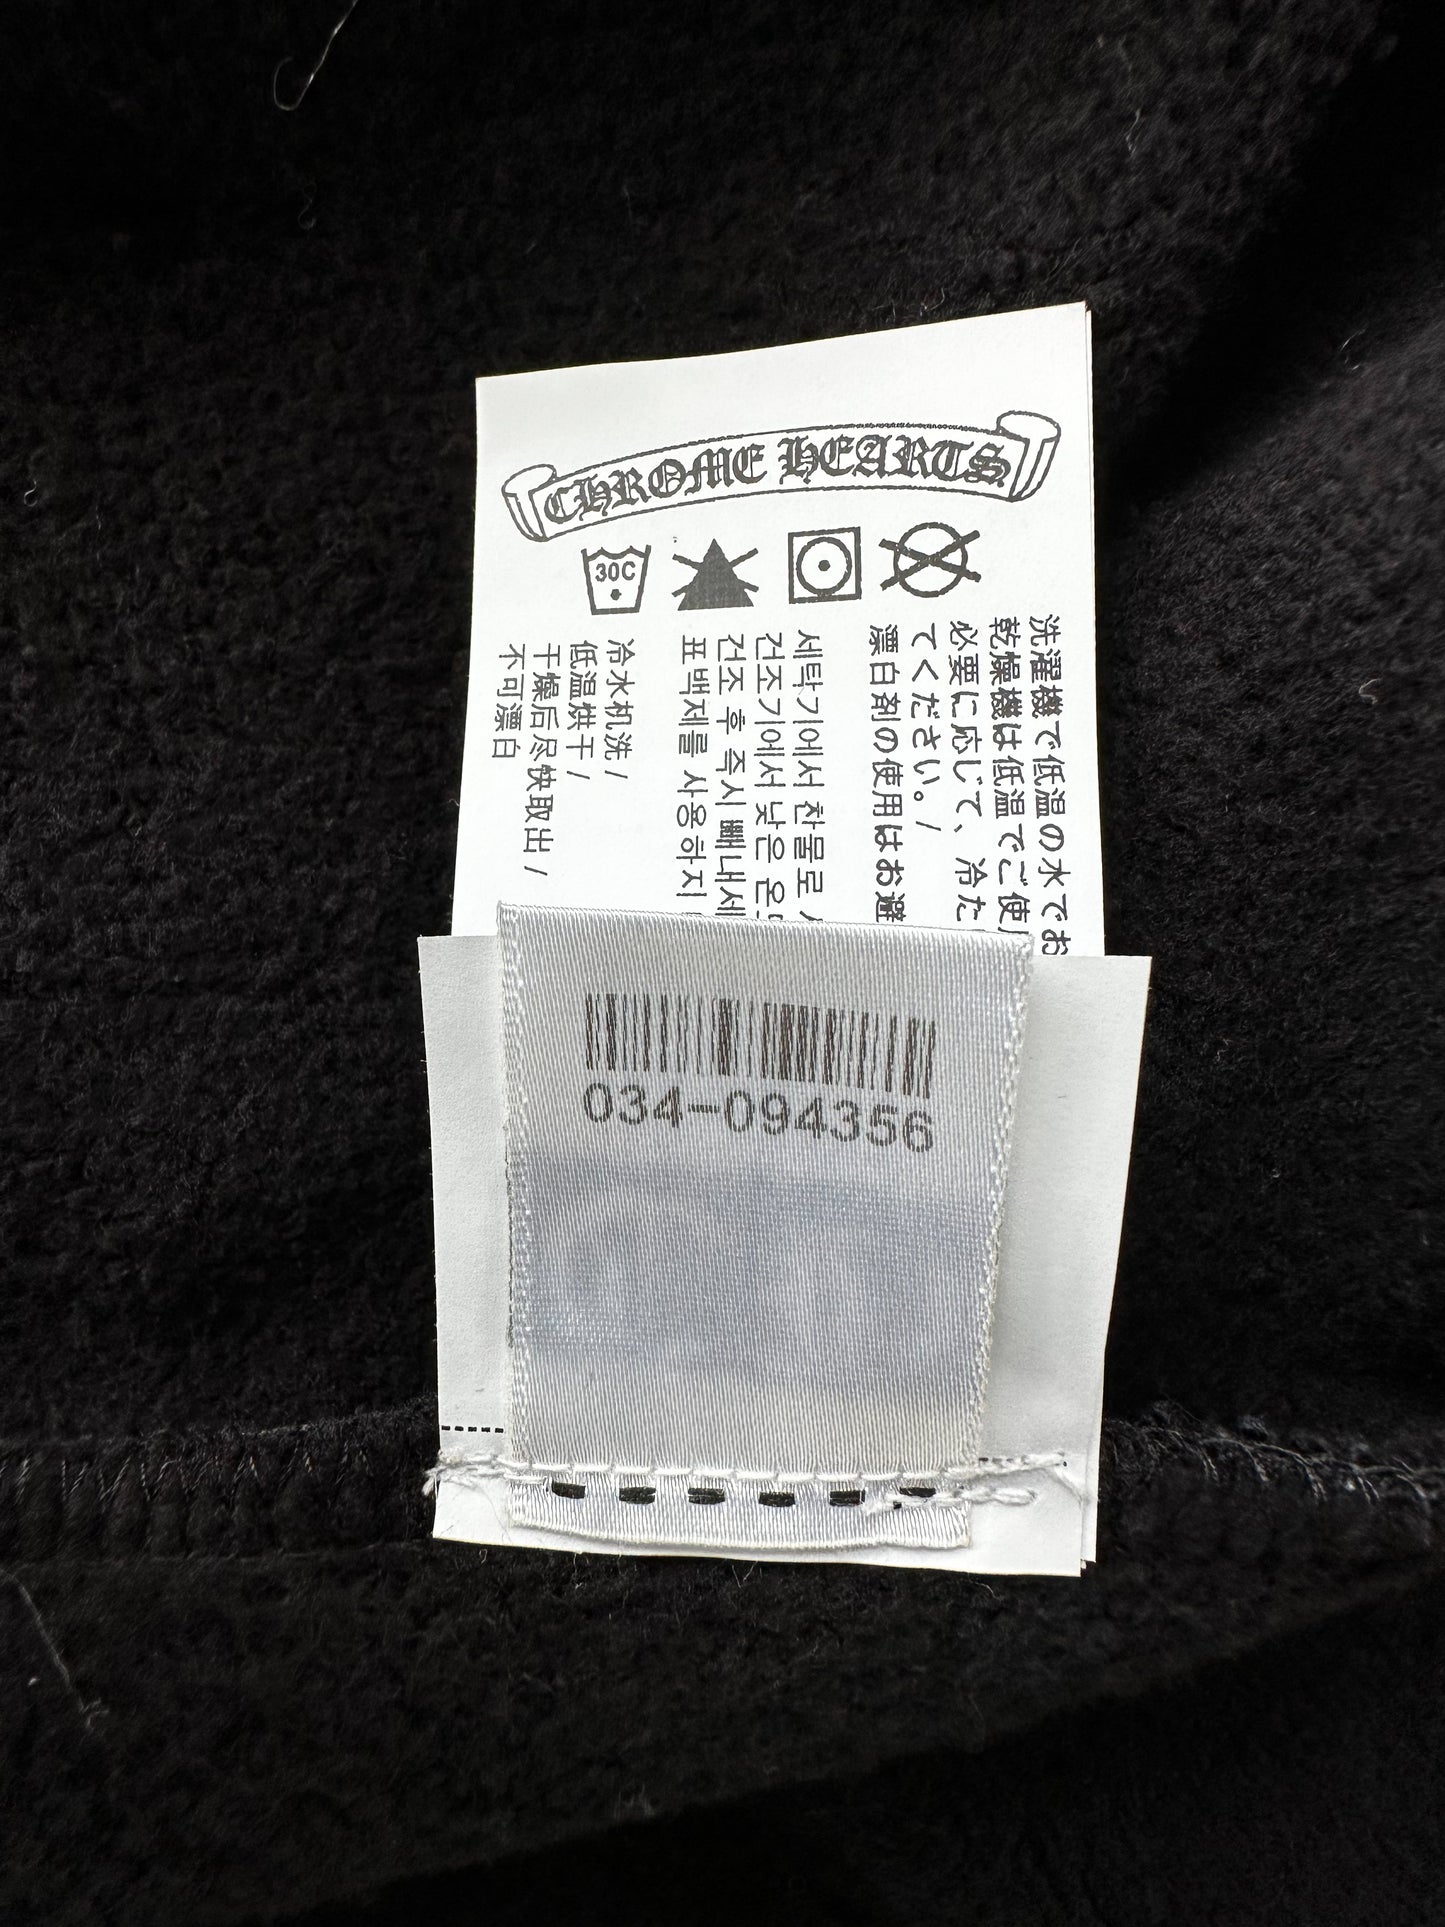 CHROME HEARTS
30C
洗濯機で低温の水でお
乾燥機は低温でご使
必要に応じて、冷た
てください。/
漂白剤の使用はお避
세탁기에서 찬물로
건조기에서 낮은 온
건조 후 즉시 빼내세
표백제를 사용하지
冷水机洗/
低温烘干/
干燥后尽快取出/
不可漂白
034-094356